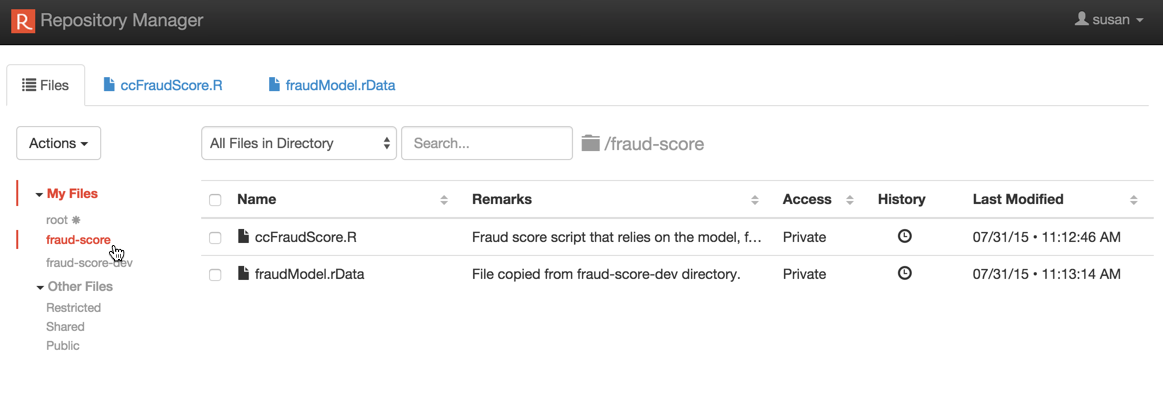 R Repository Manager susan
Files ccFraudScore.R fraudModel.rData
Actions All Files in Directory Search... /fraud-score
My Files
root *
fraud-score
fraud-score-dev
Other Files
Restricted
Shared
Public
Name Remarks Access History Last Modified
ccFraudScore.R Fraud score script that relies on the model, f... Private 07/31/15 • 11:12:46 AM
fraudModel.rData File copied from fraud-score-dev directory. Private 07/31/15 • 11:13:14 AM